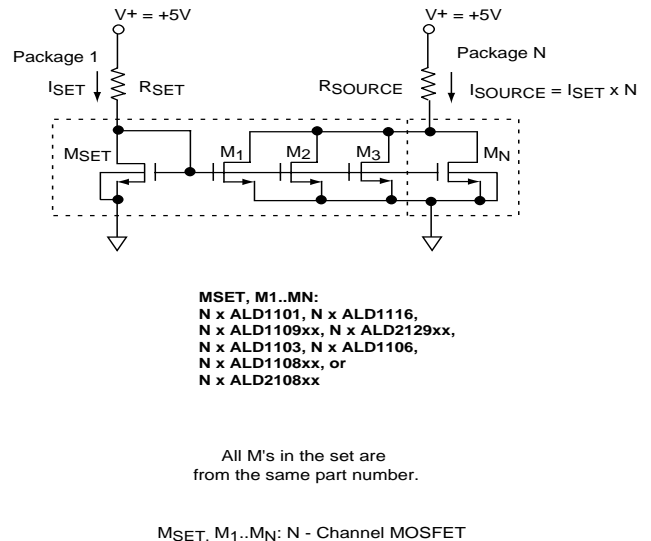 V+ = +5V
V+ = +5V
Package 1
Package N
ISET
RSET
RSOURCE
ISOURCE = ISET x N
MSET
M1
M2
M3
MN
MSET, M1..MN:
N x ALD1101, N x ALD1116,
N x ALD1109xx, N x ALD2129xx,
N x ALD1103, N x ALD1106,
N x ALD1108xx, or
N x ALD2108xx
All M's in the set are
from the same part number.
MSET, M1..MN: N - Channel MOSFET